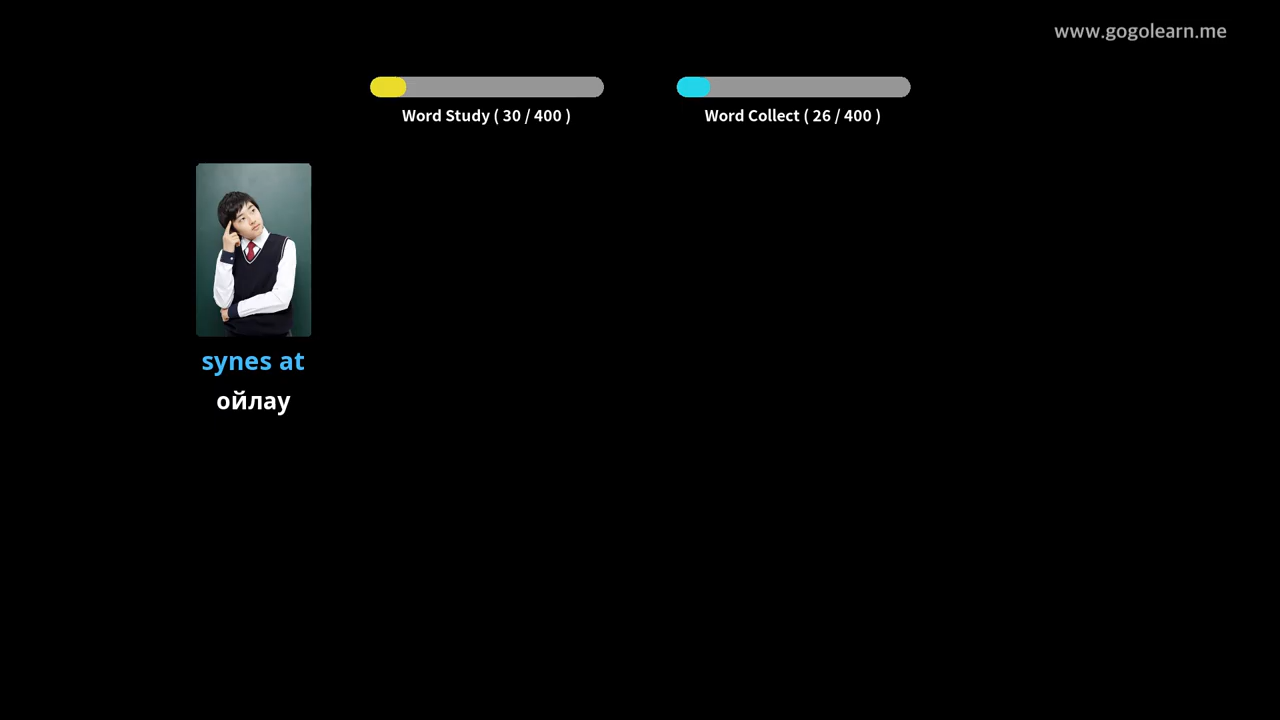 www.gogolearn.me
Word Study ( 30 / 400 )
Word Collect ( 26 / 400 )
synes at
ойлау